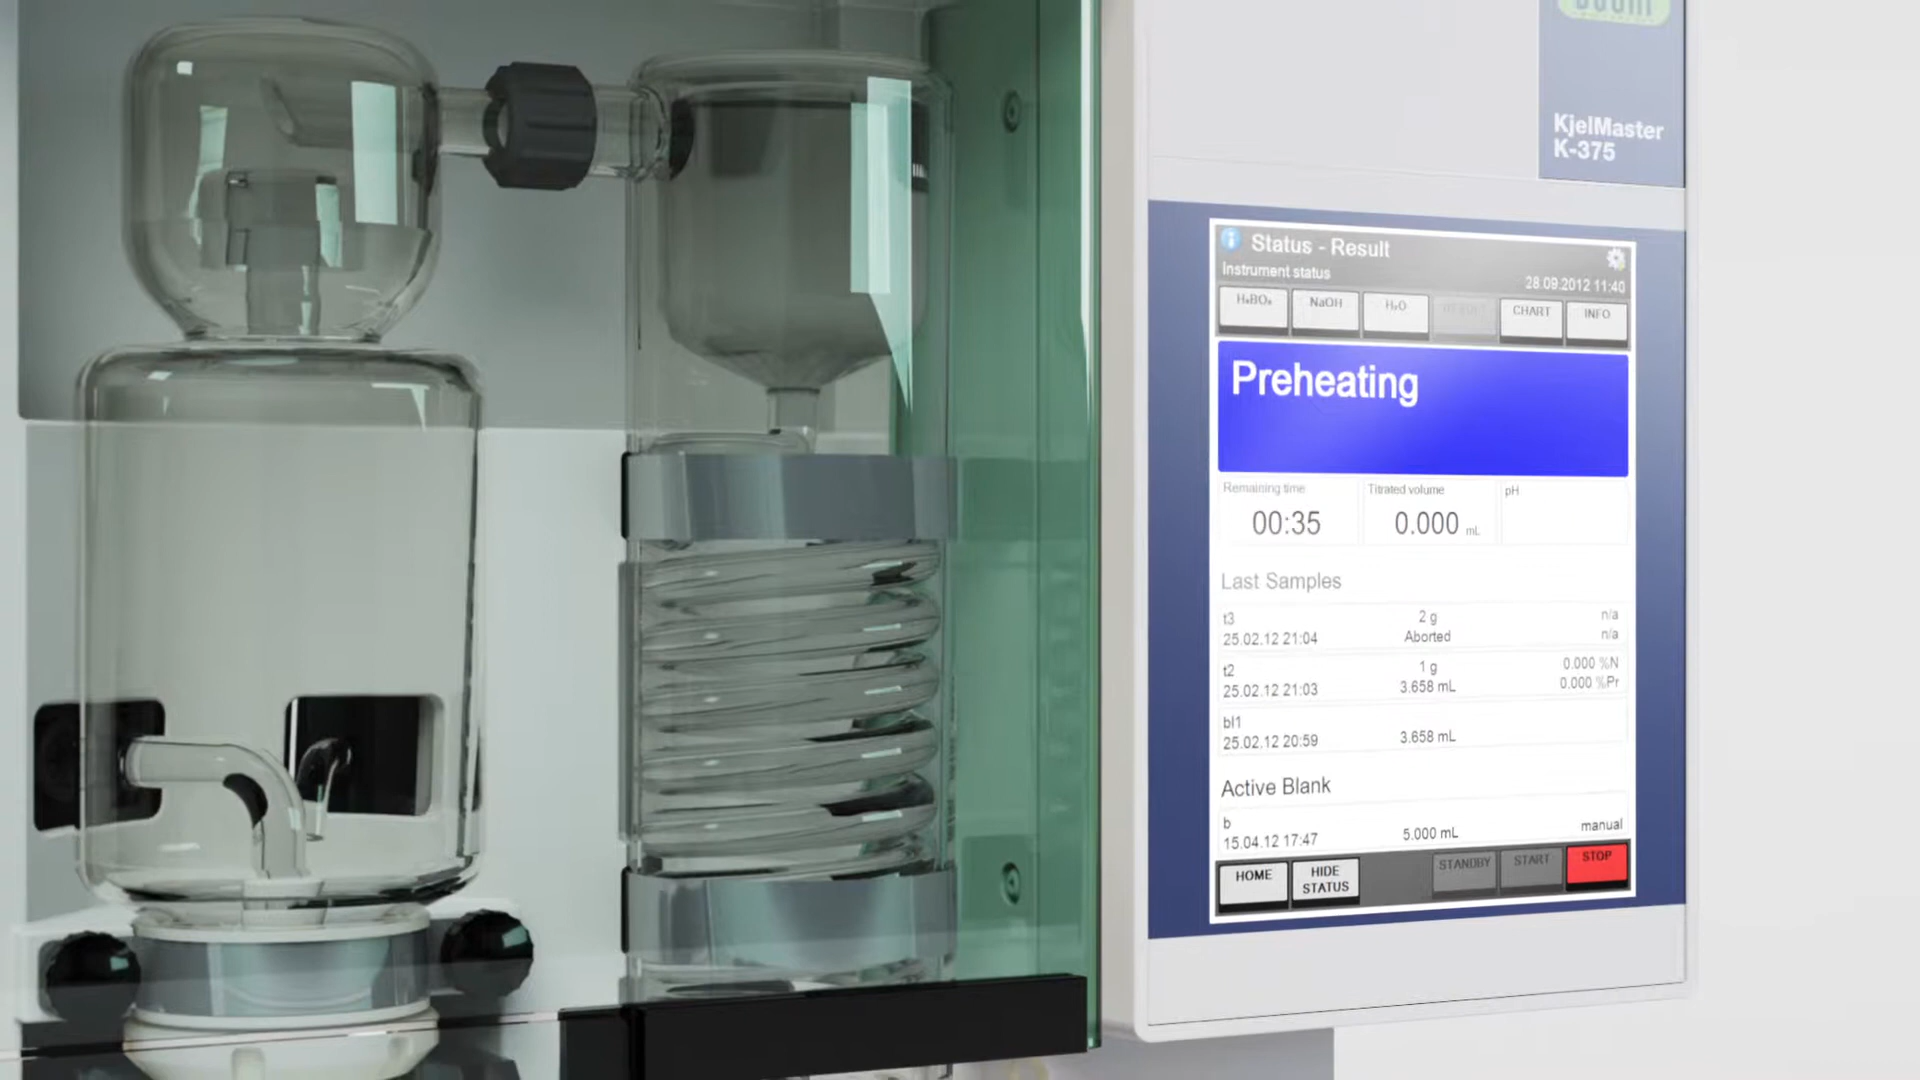 KjelMaster
K-375
Status - Result
Instrument status
28.09.2012 11:40
H₃BO₃ NaOH H₂O CHART INFO
Preheating
Remaining time Titrated volume pH
00:35 0.000 mL
Last Samples
t3 2 g n/a
25.02.12 21:04 Aborted n/a
t2 1 g 0.000 %N
25.02.12 21:03 3.658 mL 0.000 %Pr
bl1
25.02.12 20:59 3.658 mL
Active Blank
b
15.04.12 17:47 5.000 mL manual
HOME HIDE STATUS STANDBY START STOP